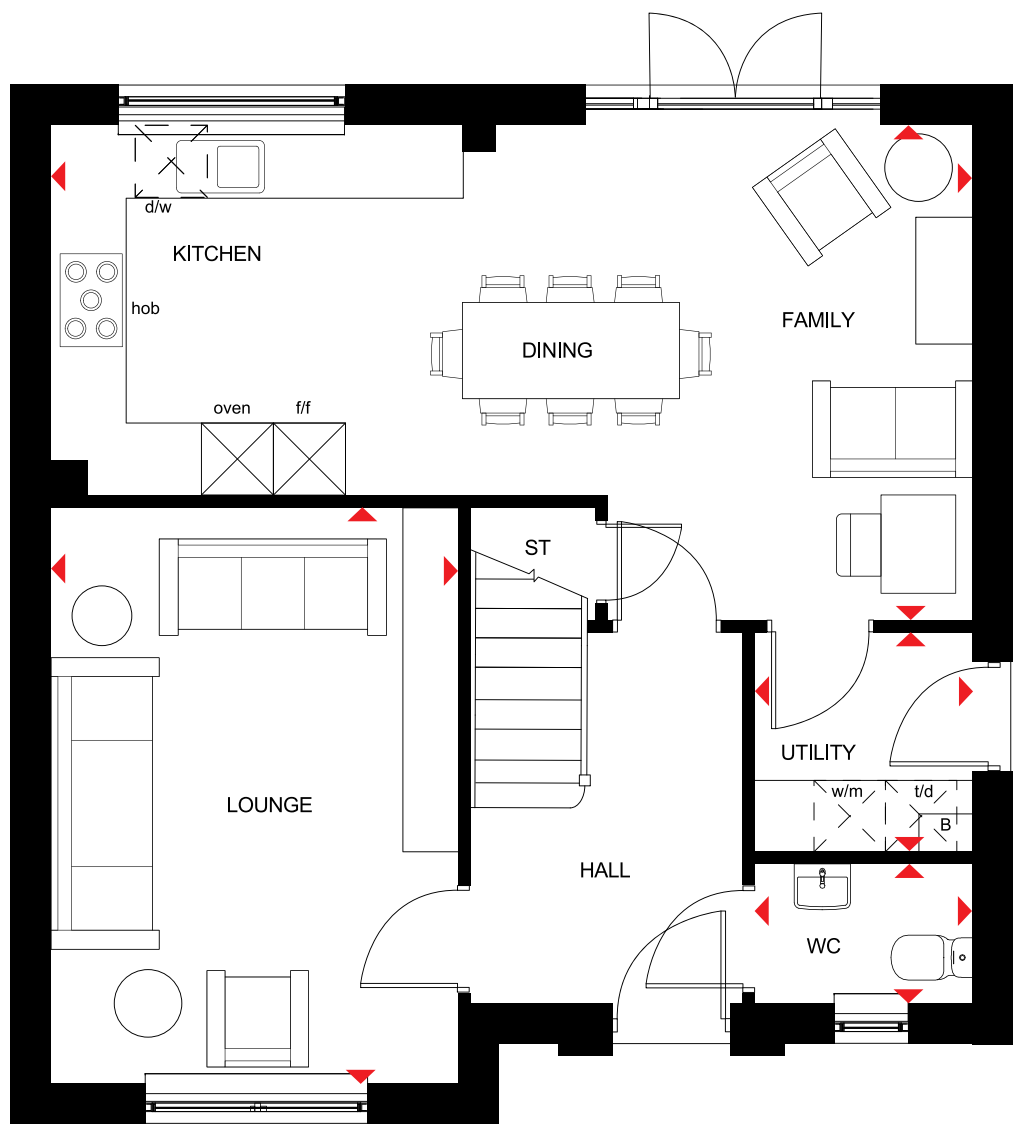 d/w
KITCHEN
hob
FAMILY
DINING
oven
f/f
ST
UTILITY
w/m
t/d
B
LOUNGE
HALL
WC